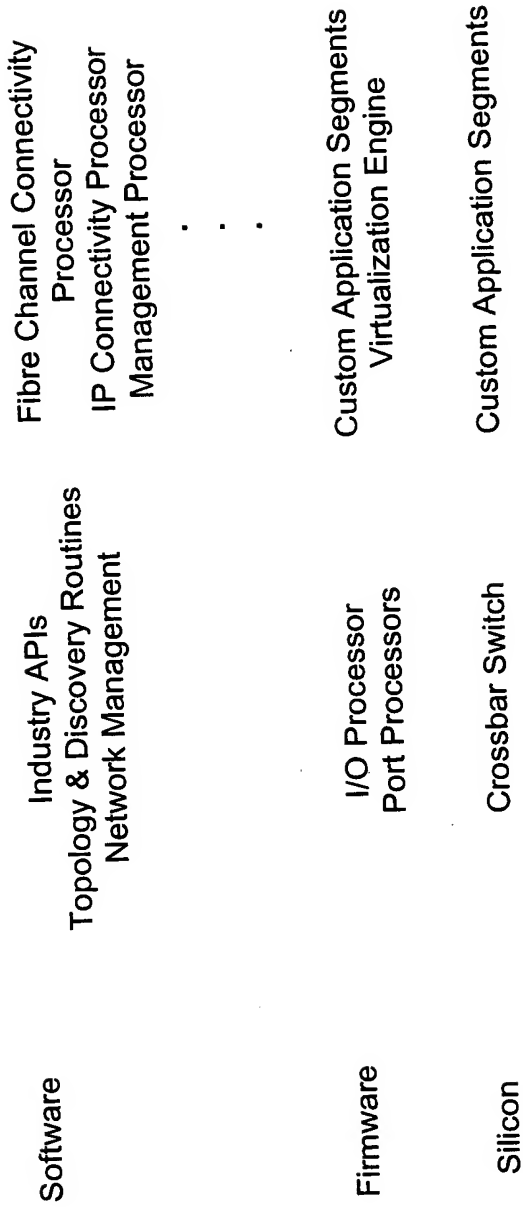 Software
Industry APIs
Topology & Discovery Routines
Network Management
Fibre Channel Connectivity
Processor
IP Connectivity Processor
Management Processor
.
.
.
Firmware
I/O Processor
Port Processors
Custom Application Segments
Virtualization Engine
Silicon
Crossbar Switch
Custom Application Segments